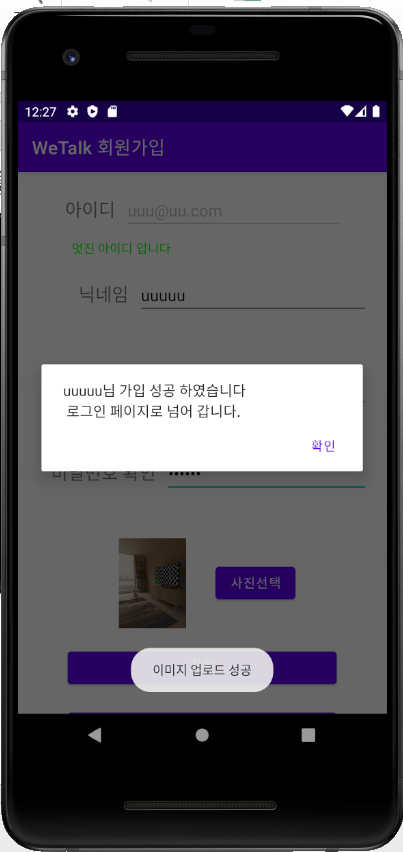 12:27
WeTalk 회원가입
아이디 uuu@uu.com
멋진 아이디 입니다
닉네임 uuuuu
uuuuu님 가입 성공 하였습니다
로그인 페이지로 넘어 갑니다.
확인
비밀번호 확인 ••••••
사진선택
이미지 업로드 성공